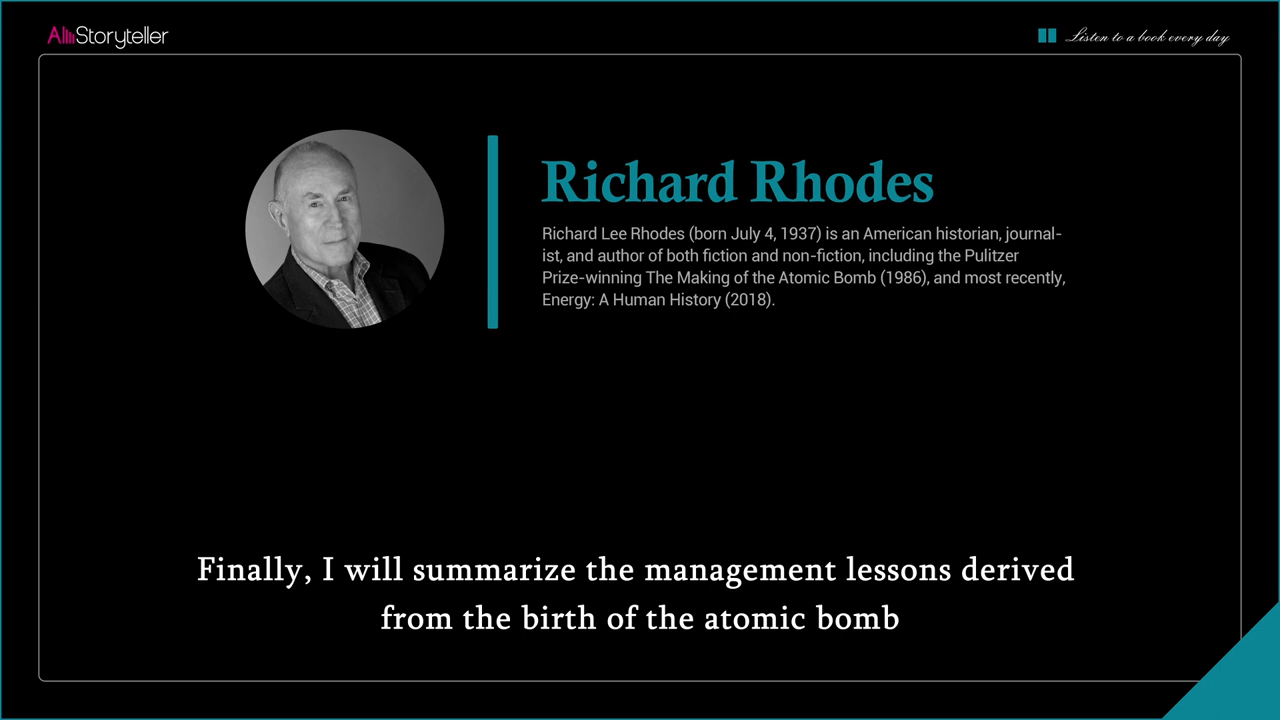 AllStoryteller
Listen to a book every day
Richard Rhodes
Richard Lee Rhodes (born July 4, 1937) is an American historian, journal-
ist, and author of both fiction and non-fiction, including the Pulitzer
Prize-winning The Making of the Atomic Bomb (1986), and most recently,
Energy: A Human History (2018).
Finally, I will summarize the management lessons derived
from the birth of the atomic bomb